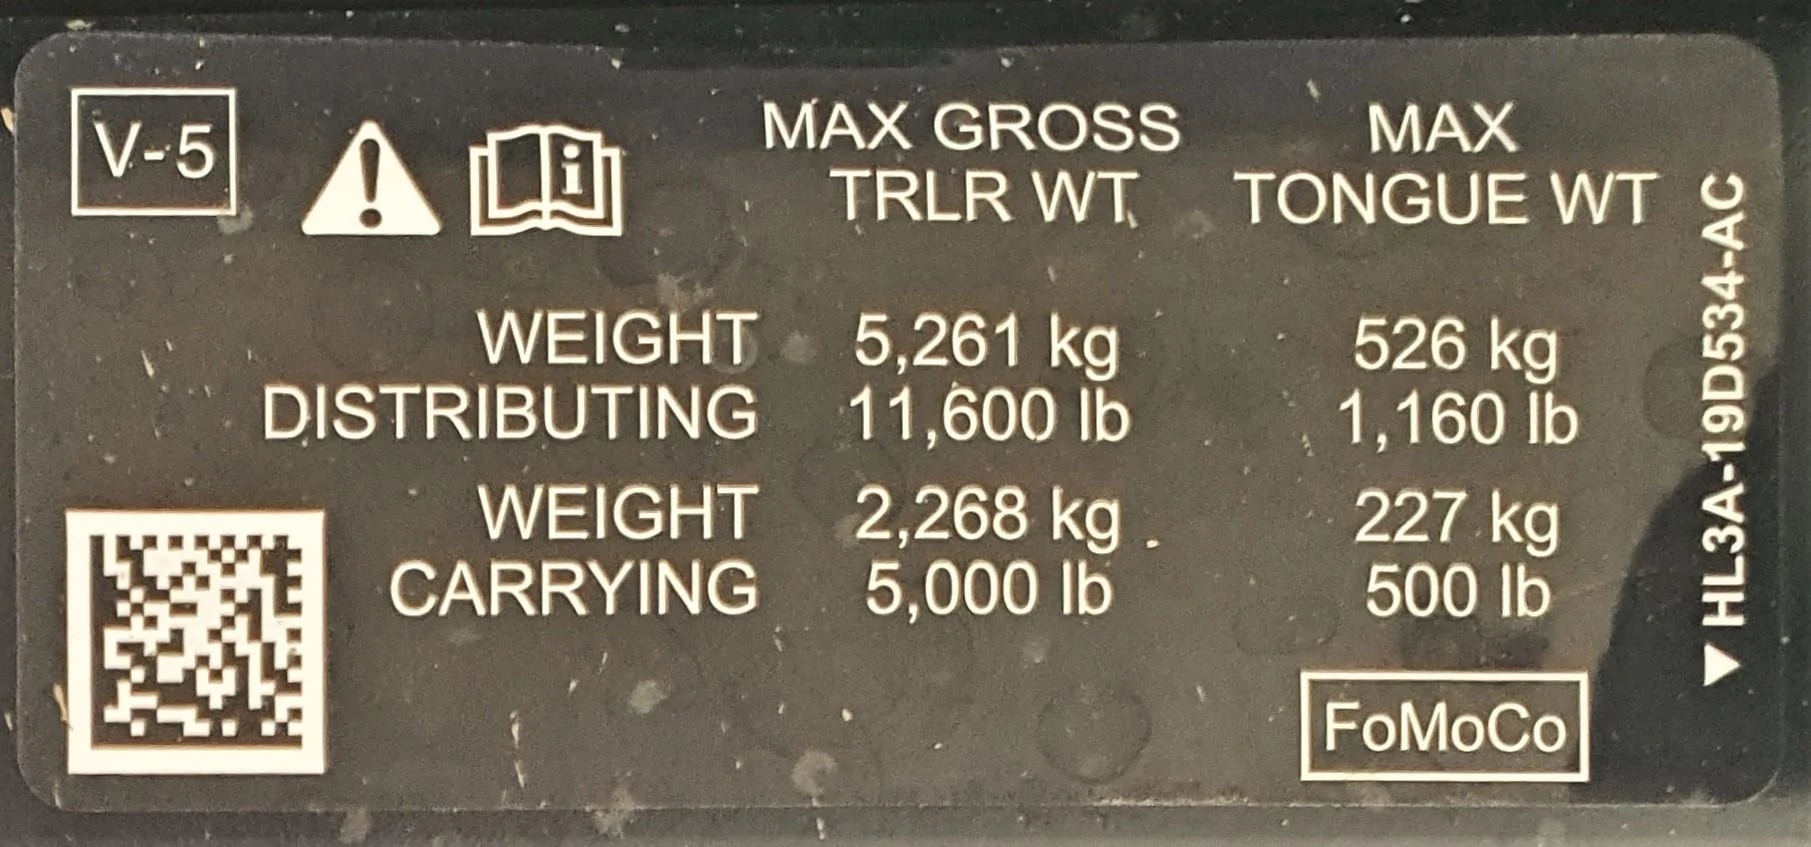 V-5
MAX GROSS
TRLR WT
MAX
TONGUE WT
WEIGHT 5,261 kg 526 kg
DISTRIBUTING 11,600 lb 1,160 lb
WEIGHT 2,268 kg 227 kg
CARRYING 5,000 lb 500 lb
FoMoCo
HL3A-19D534-AC